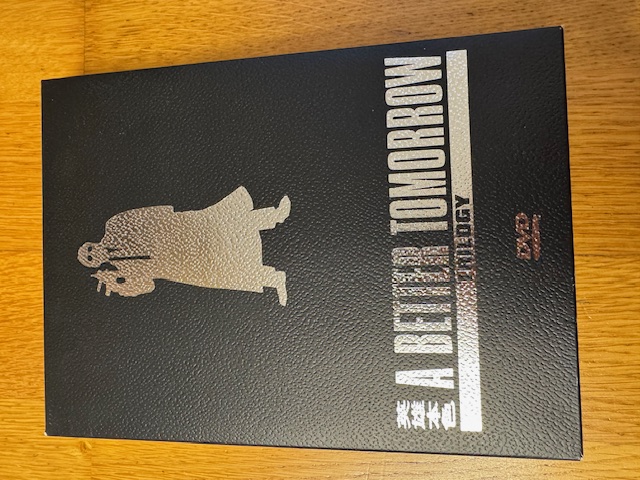 英雄本色 A BETTER TOMORROW
TRILOGY
DVD